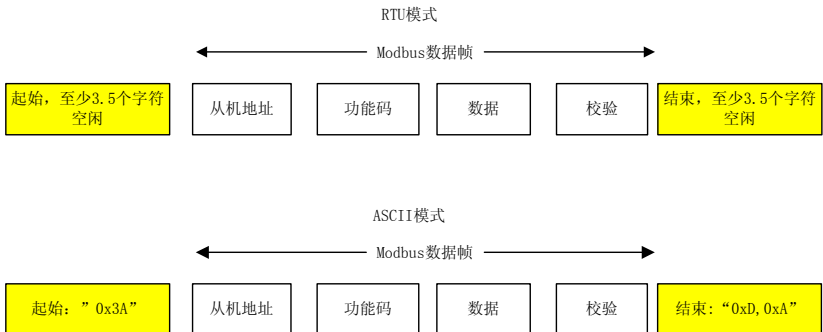 RTU模式
Modbus数据帧
起始，至少3.5个字符
空闲
从机地址
功能码
数据
校验
结束，至少3.5个字符
空闲
ASCII模式
Modbus数据帧
起始：”0x3A”
从机地址
功能码
数据
校验
结束:“0xD,0xA”